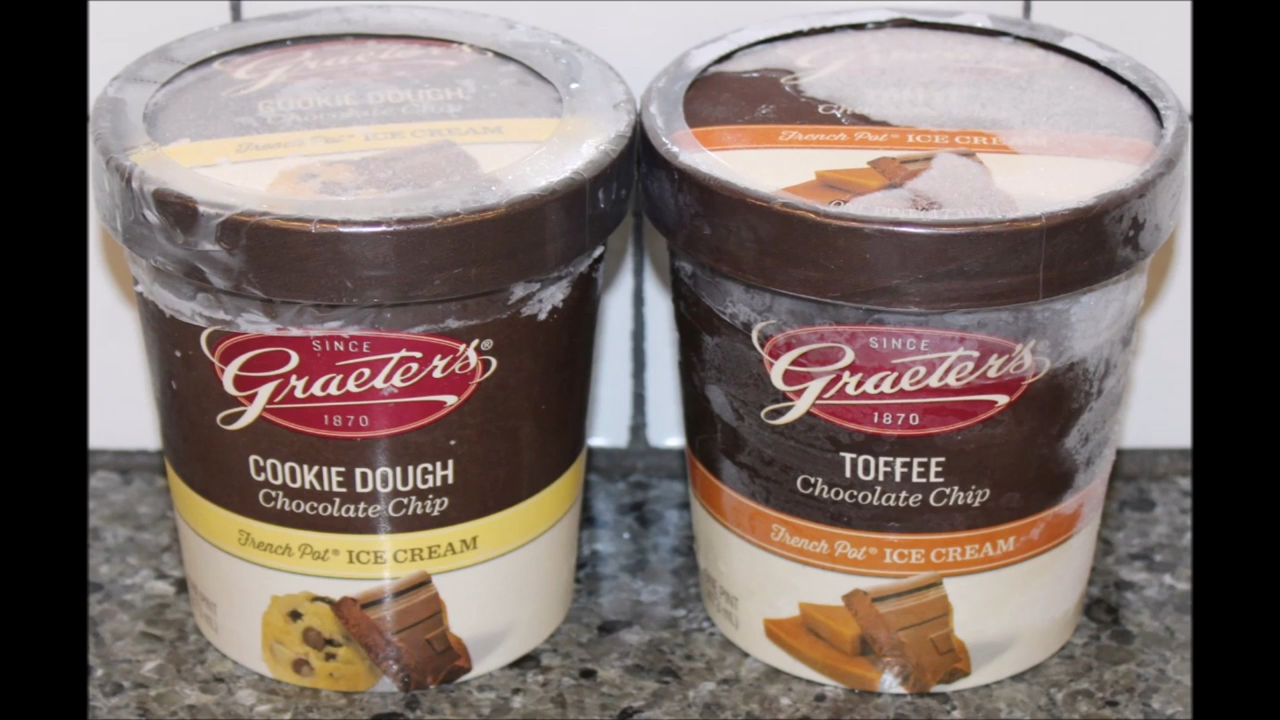 Graeter's
COOKIE DOUGH
Chocolate Chip
French Pot® ICE CREAM
SINCE
Graeter's®
1870
COOKIE DOUGH
Chocolate Chip
French Pot® ICE CREAM
French Pot® ICE CREAM
SINCE
Graeter's
1870
TOFFEE
Chocolate Chip
French Pot® ICE CREAM